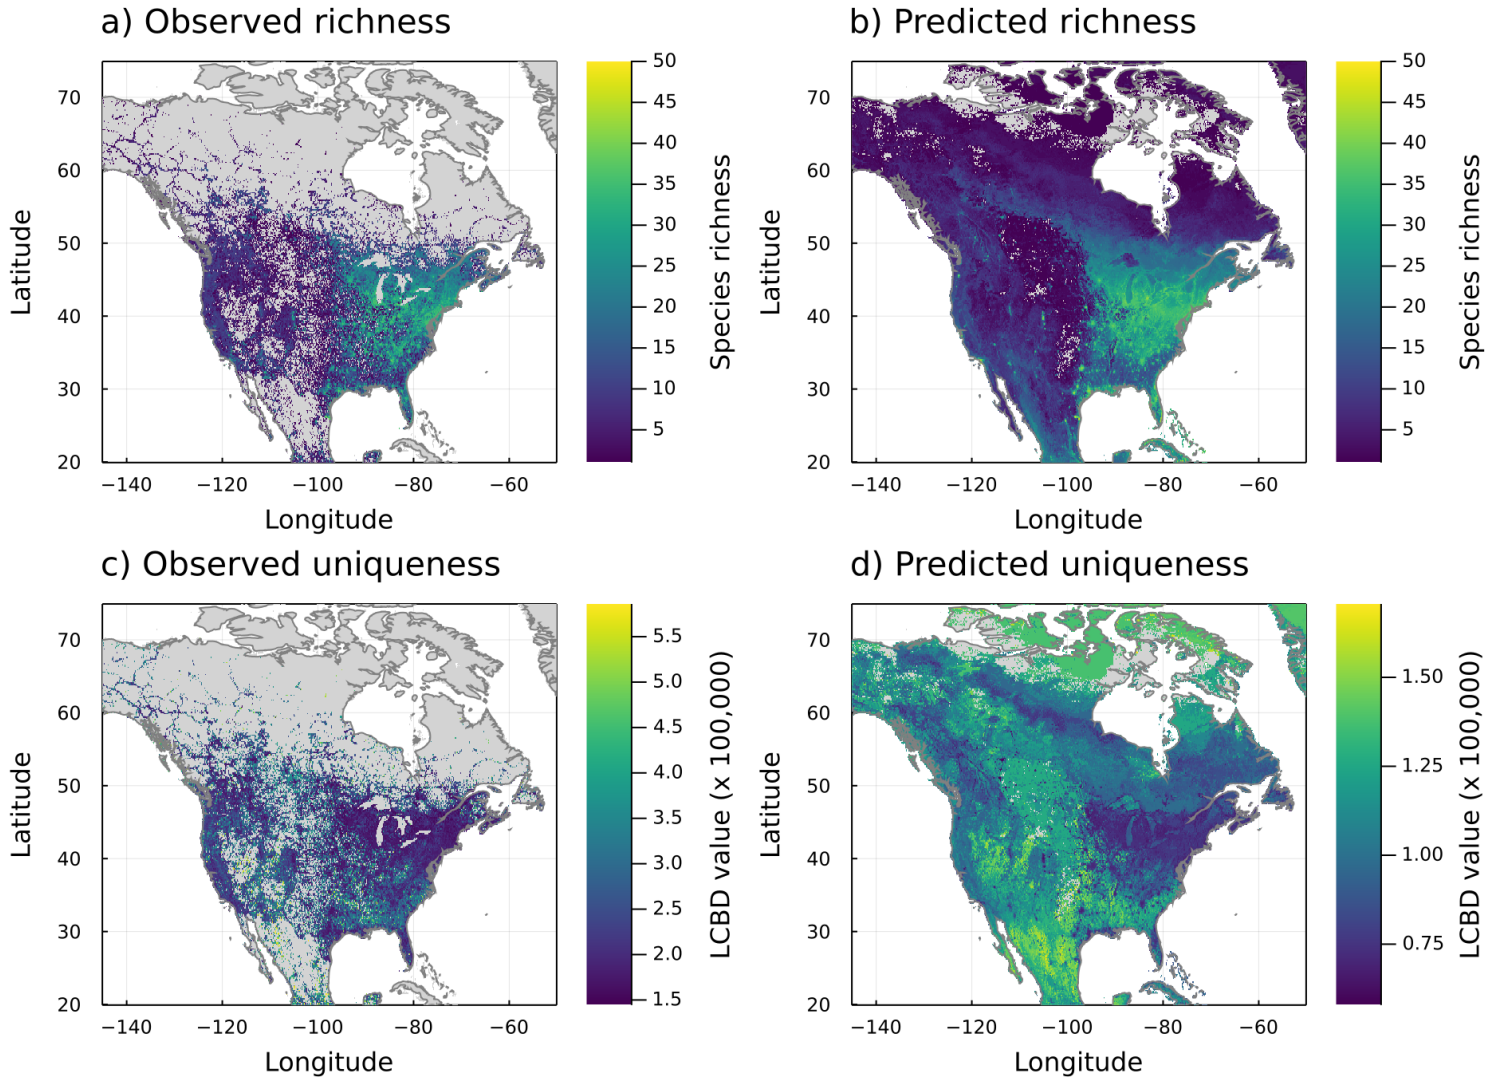 a) Observed richness
b) Predicted richness
70
60
50
40
30
20
−140 −120 −100 −80 −60
Longitude
Latitude
50
45
40
35
30
25
20
15
10
5
Species richness
70
60
50
40
30
20
−140 −120 −100 −80 −60
Longitude
Latitude
50
45
40
35
30
25
20
15
10
5
Species richness
c) Observed uniqueness
d) Predicted uniqueness
70
60
50
40
30
20
−140 −120 −100 −80 −60
Longitude
Latitude
5.5
5.0
4.5
4.0
3.5
3.0
2.5
2.0
1.5
LCBD value (x 100,000)
70
60
50
40
30
20
−140 −120 −100 −80 −60
Longitude
Latitude
1.50
1.25
1.00
0.75
LCBD value (x 100,000)